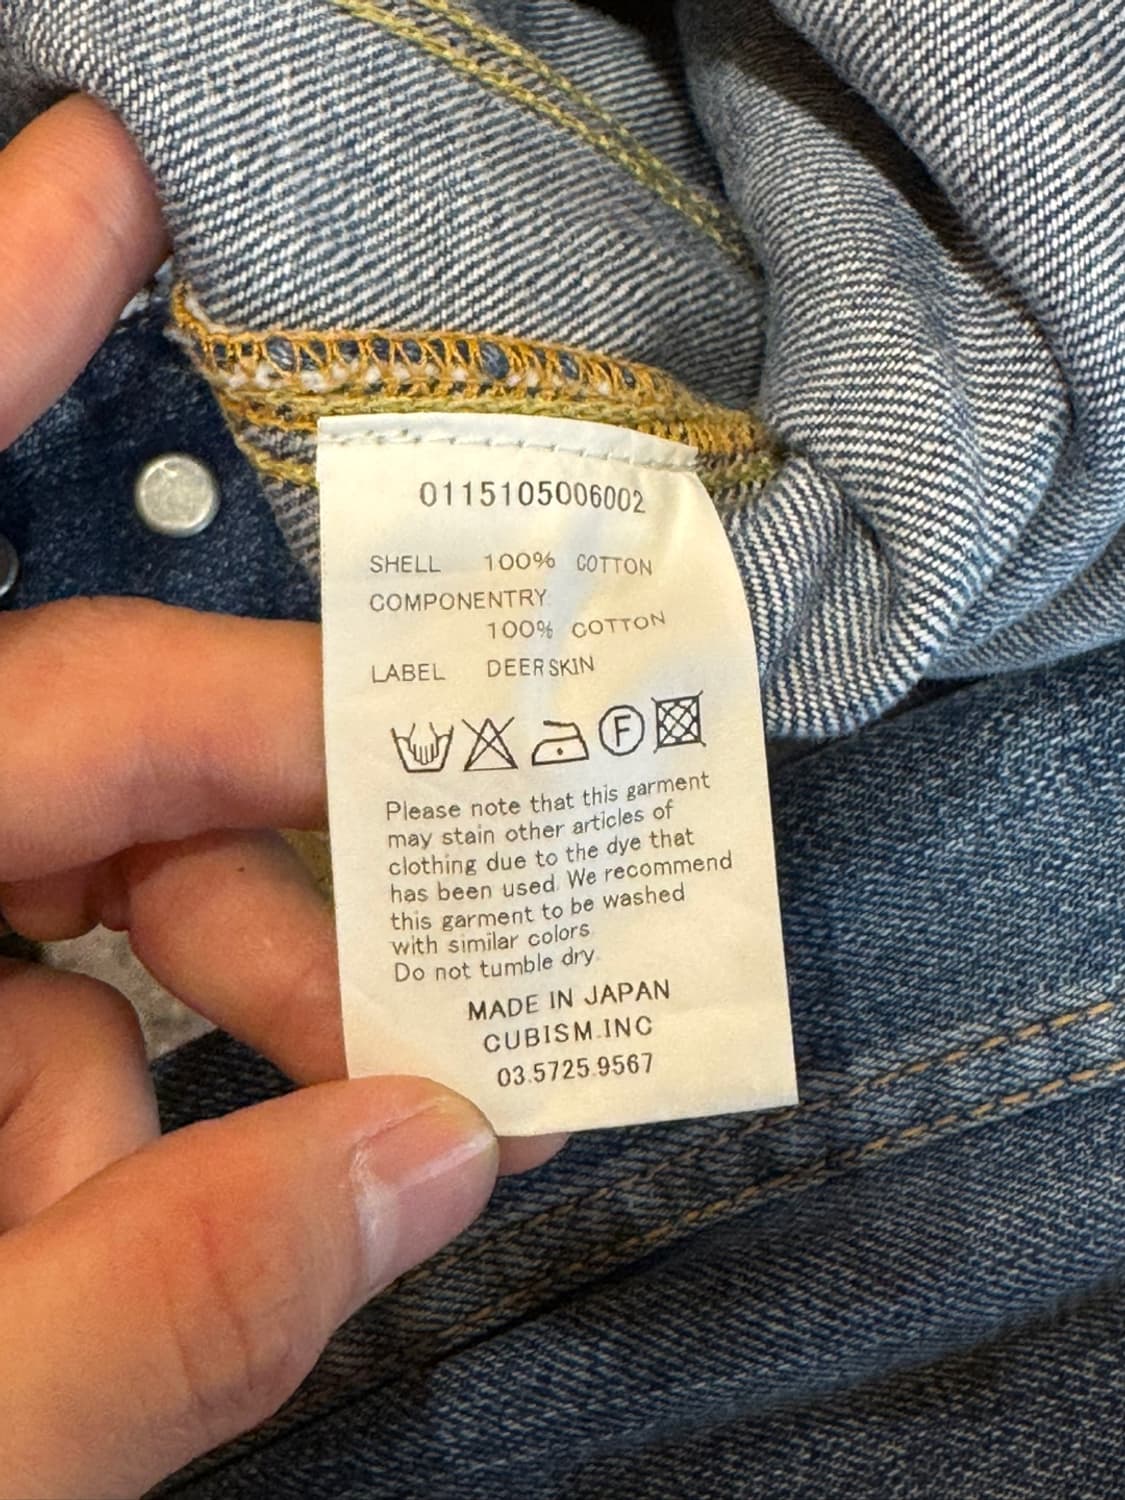 0115105006002
SHELL 100% COTTON
COMPONENTRY
100% COTTON
LABEL DEERSKIN
F
Please note that this garment
may stain other articles of
clothing due to the dye that
has been used. We recommend
this garment to be washed
with similar colors.
Do not tumble dry.
MADE IN JAPAN
CUBISM.INC
03.5725.9567